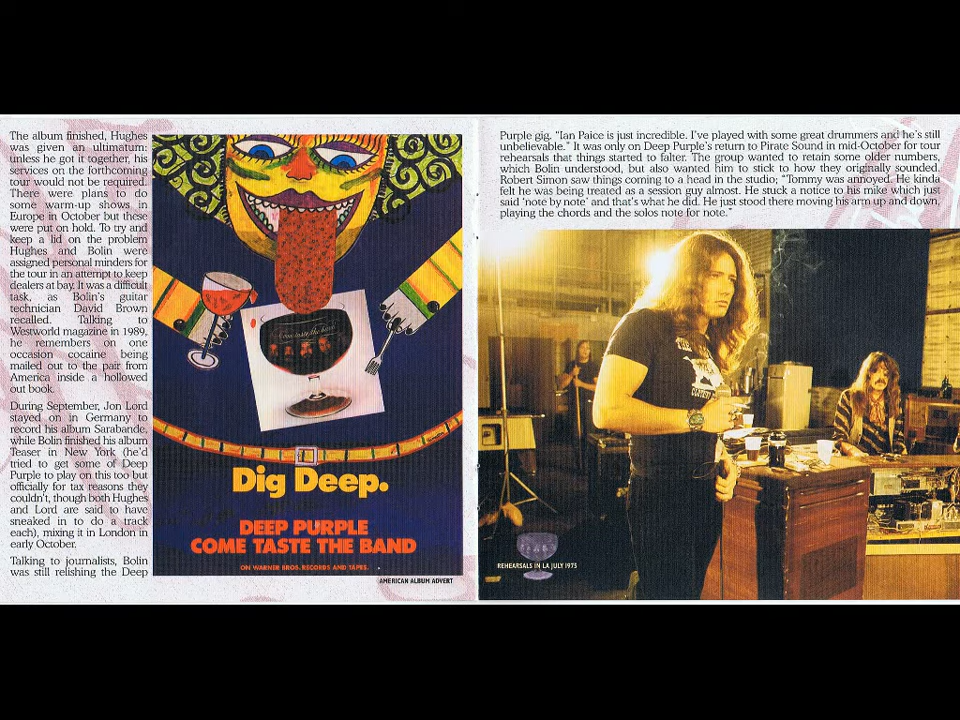 The album finished, Hughes
was given an ultimatum:
unless he got it together, his
services on the forthcoming
tour would not be required.
There were plans to do
some warm-up shows in
Europe in October but these
were put on hold. To try and
keep a lid on the problem
Hughes and Bolin were
assigned personal minders for
the tour in an attempt to keep
dealers at bay. It was a difficult
task, as Bolin's guitar
technician David Brown
recalled. Talking to
Westworld magazine in 1989,
he remembers on one
occasion cocaine being
mailed out to the pair from
America inside a hollowed
out book.
During September, Jon Lord
stayed on in Germany to
record his album Sarabande,
while Bolin finished his album
Teaser in New York (he'd
tried to get some of Deep
Purple to play on this too but
officially for tax reasons they
couldn't, though both Hughes
and Lord are said to have
sneaked in to do a track
each), mixing it in London in
early October.
Talking to journalists, Bolin
was still relishing the Deep
Come taste the band
Dig Deep.
DEEP PURPLE
COME TASTE THE BAND
ON WARNER BROS. RECORDS AND TAPES.
AMERICAN ALBUM ADVERT
Purple gig. "Ian Paice is just incredible. I've played with some great drummers and he's still
unbelievable." It was only on Deep Purple's return to Pirate Sound in mid-October for tour
rehearsals that things started to falter. The group wanted to retain some older numbers,
which Bolin understood, but also wanted him to stick to how they originally sounded.
Robert Simon saw things coming to a head in the studio; "Tommy was annoyed. He kinda
felt he was being treated as a session guy almost. He stuck a notice to his mike which just
said 'note by note' and that's what he did. He just stood there moving his arm up and down,
playing the chords and the solos note for note."
REHEARSALS IN LA JULY 1975